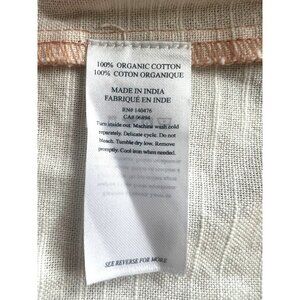 100% ORGANIC COTTON
100% COTON ORGANIQUE
MADE IN INDIA
FABRIQUÉ EN INDE
RN# 140476
CA# 06894
Turn inside out. Machine wash cold
separately. Delicate cycle. Do not
bleach. Tumble dry low. Remove
promptly. Cool iron when needed.
SEE REVERSE FOR MORE